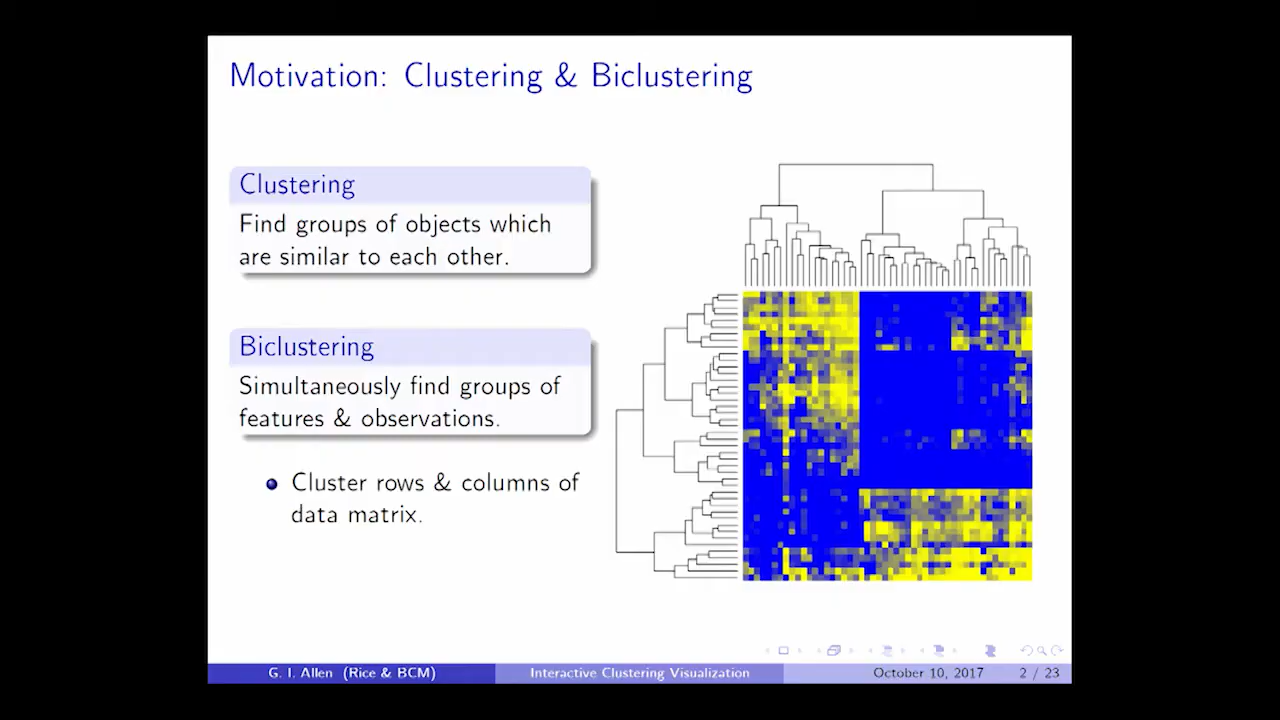 Motivation: Clustering & Biclustering
Clustering
Find groups of objects which
are similar to each other.
Biclustering
Simultaneously find groups of
features & observations.
Cluster rows & columns of
data matrix.
G. I. Allen (Rice & BCM)
Interactive Clustering Visualization
October 10, 2017
2 / 23